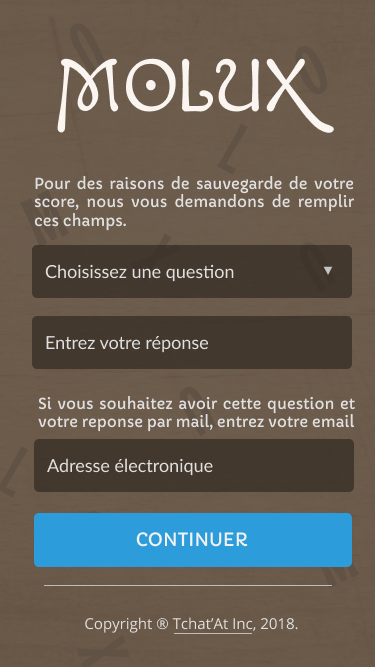 MOLUX
Pour des raisons de sauvegarde de votre
score, nous vous demandons de remplir
ces champs.
Choisissez une question
Entrez votre réponse
Si vous souhaitez avoir cette question et
votre reponse par mail, entrez votre email
Adresse électronique
CONTINUER
Copyright ® Tchat'At Inc, 2018.